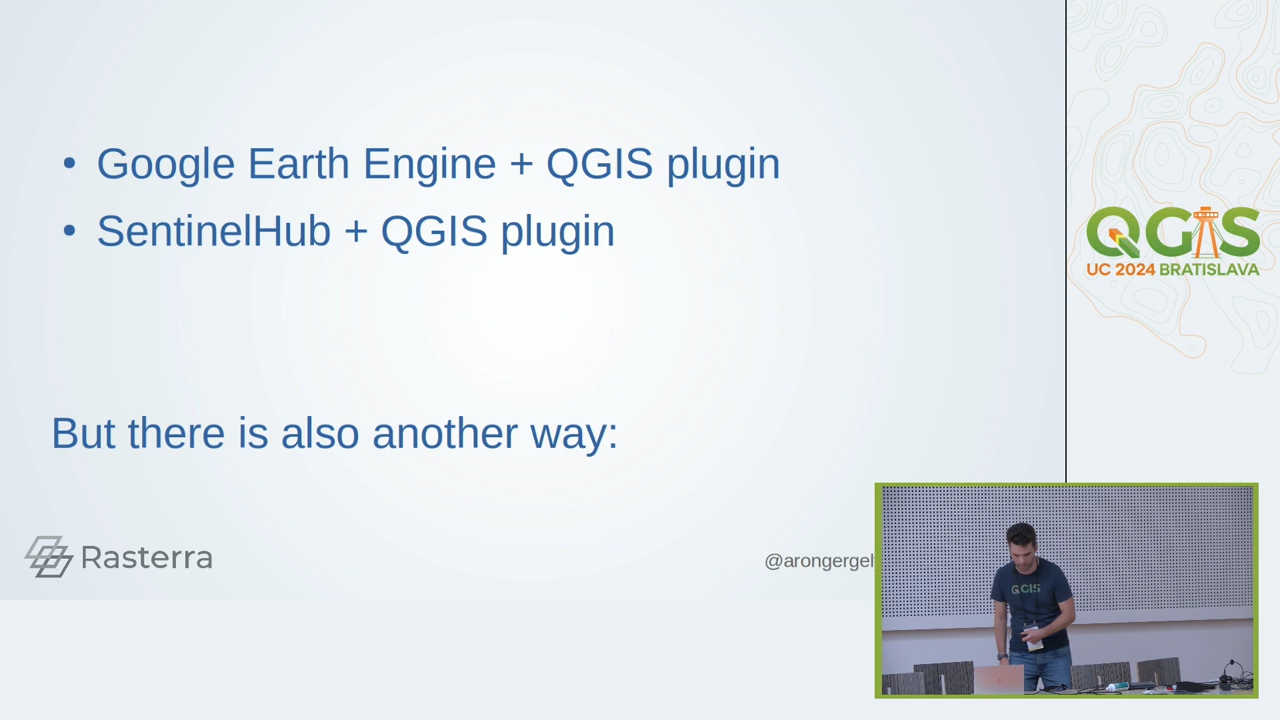 • Google Earth Engine + QGIS plugin
• SentinelHub + QGIS plugin
But there is also another way:
Rasterra
@arongergel
QGIS
UC 2024 BRATISLAVA
QGIS